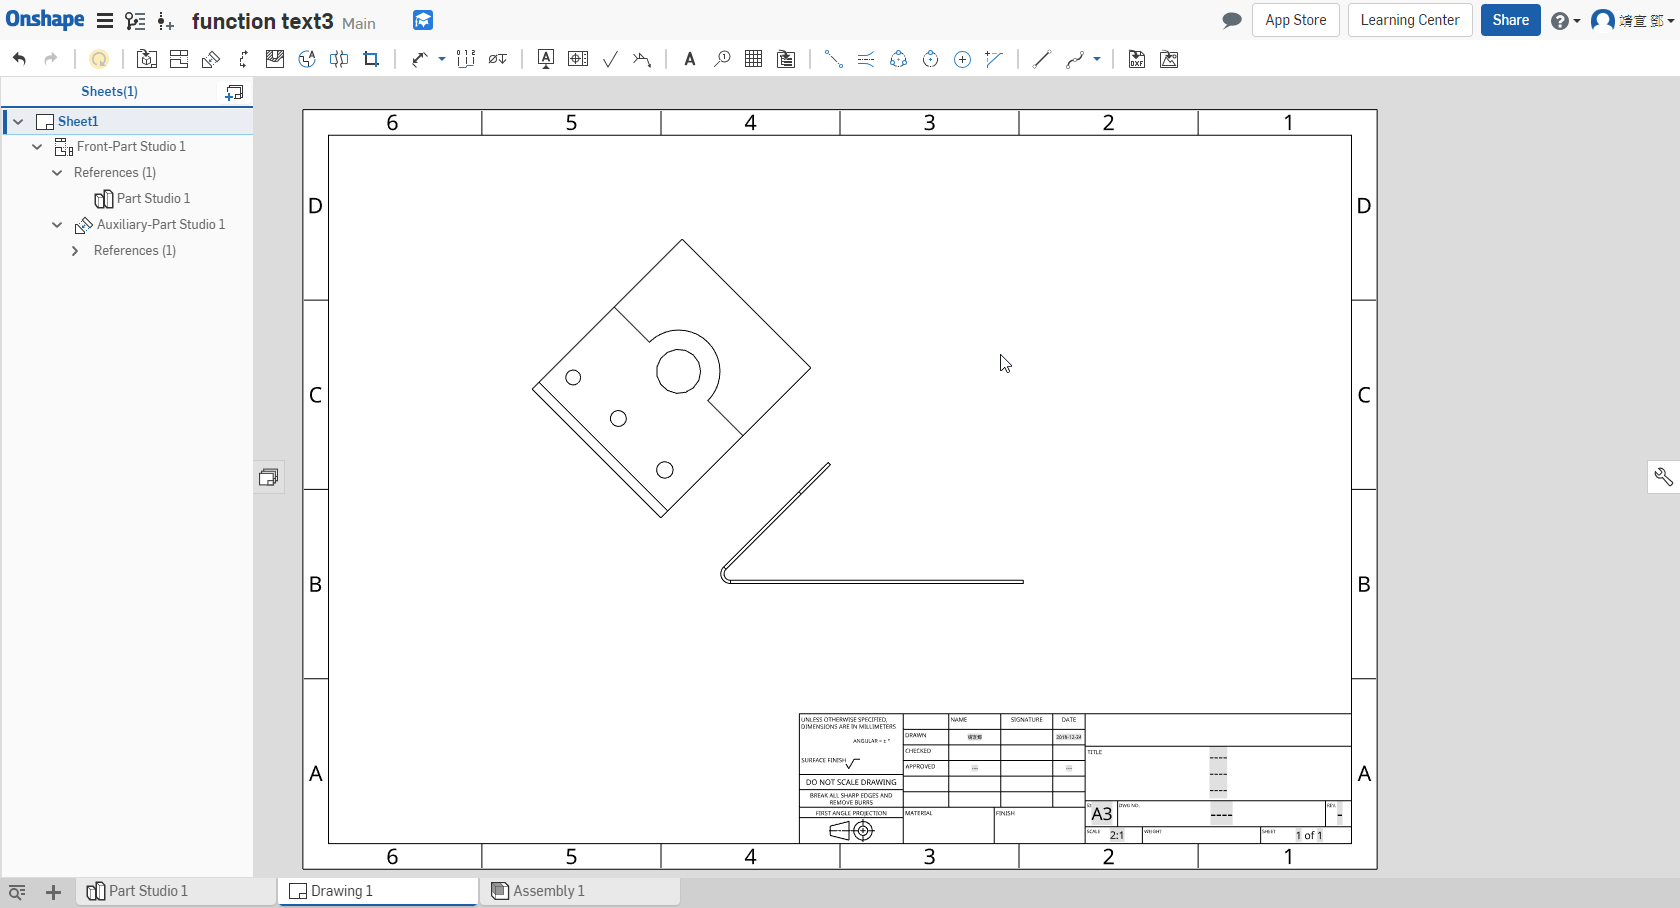 Onshape
function text3 Main
App Store
Learning Center
Share
靖宣 鄧
Sheets(1)
Sheet1
Front-Part Studio 1
References (1)
Part Studio 1
Auxiliary-Part Studio 1
References (1)
6 5 4 3 2 1
D D
C C
B B
A A
UNLESS OTHERWISE SPECIFIED,
DIMENSIONS ARE IN MILLIMETERS
ANGULAR = ± °
SURFACE FINISH
DO NOT SCALE DRAWING
BREAK ALL SHARP EDGES AND
REMOVE BURRS
FIRST ANGLE PROJECTION
NAME SIGNATURE DATE
DRAWN 2019-12-24
CHECKED
APPROVED
MATERIAL FINISH
TITLE
----
----
----
A3
DWG NO.
----
REV.
-
SCALE 2:1
WEIGHT
SHEET 1 of 1
6 5 4 3 2 1
Part Studio 1
Drawing 1
Assembly 1